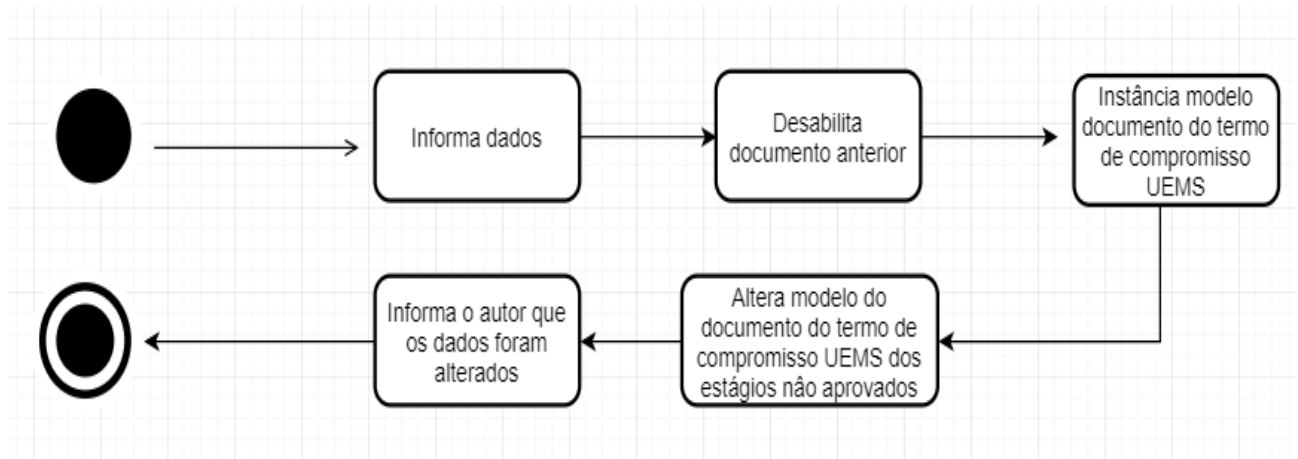 Informa dados
Desabilita
documento anterior
Instância modelo
documento do termo
de compromisso
UEMS
Altera modelo do
documento do termo de
compromisso UEMS dos
estágios nâo aprovados
Informa o autor que
os dados foram
alterados